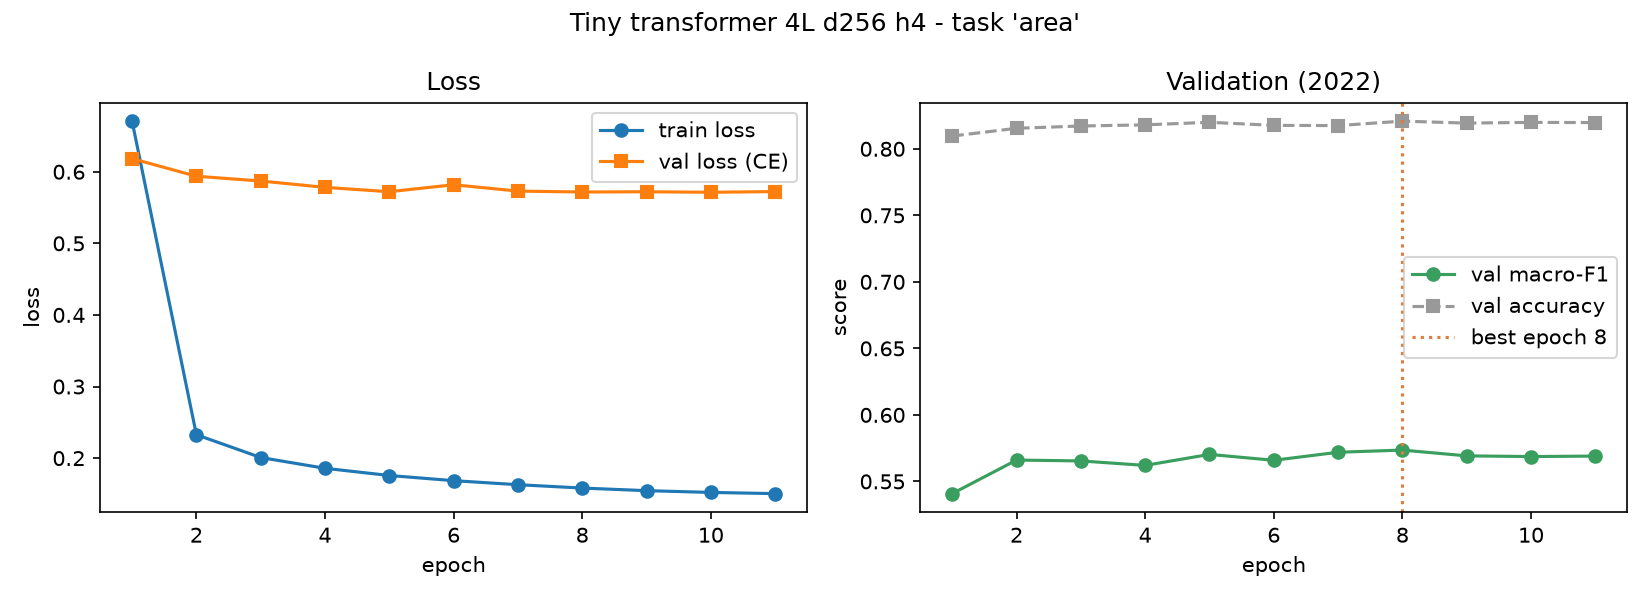 Tiny transformer 4L d256 h4 - task 'area'
Loss
train loss
val loss (CE)
0.6
0.5
0.4
0.3
0.2
loss
2
4
6
8
10
epoch
Validation (2022)
val macro-F1
val accuracy
best epoch 8
0.80
0.75
0.70
0.65
0.60
0.55
score
2
4
6
8
10
epoch